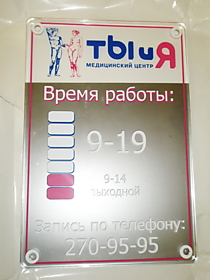 ТЫ и Я
МЕДИЦИНСКИЙ ЦЕНТР
Время работы:
9-19
9-14
выходной
Запись по телефону:
270-95-95